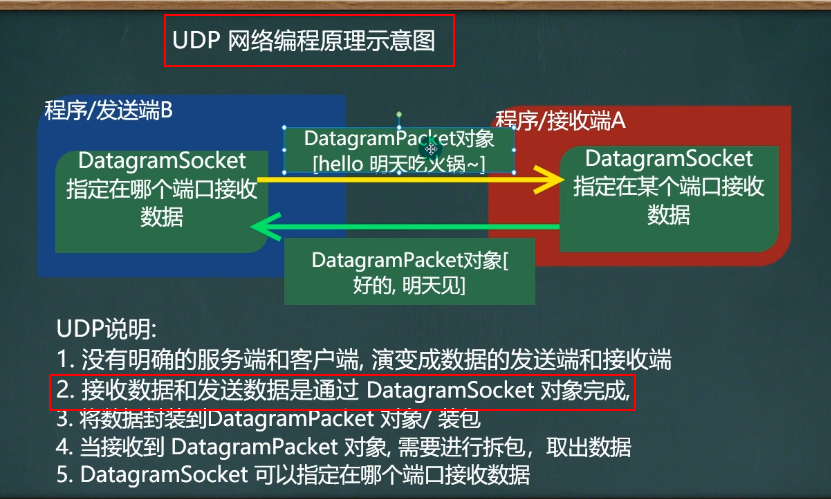 UDP 网络编程原理示意图
程序/发送端B
程序/接收端A
DatagramPacket对象
[hello 明天吃火锅~]
DatagramSocket
指定在哪个端口接收
数据
DatagramSocket
指定在某个端口接收
数据
DatagramPacket对象[
好的, 明天见]
UDP说明:
1. 没有明确的服务端和客户端, 演变成数据的发送端和接收端
2. 接收数据和发送数据是通过 DatagramSocket 对象完成,
3. 将数据封装到DatagramPacket 对象/ 装包
4. 当接收到 DatagramPacket 对象, 需要进行拆包，取出数据
5. DatagramSocket 可以指定在哪个端口接收数据